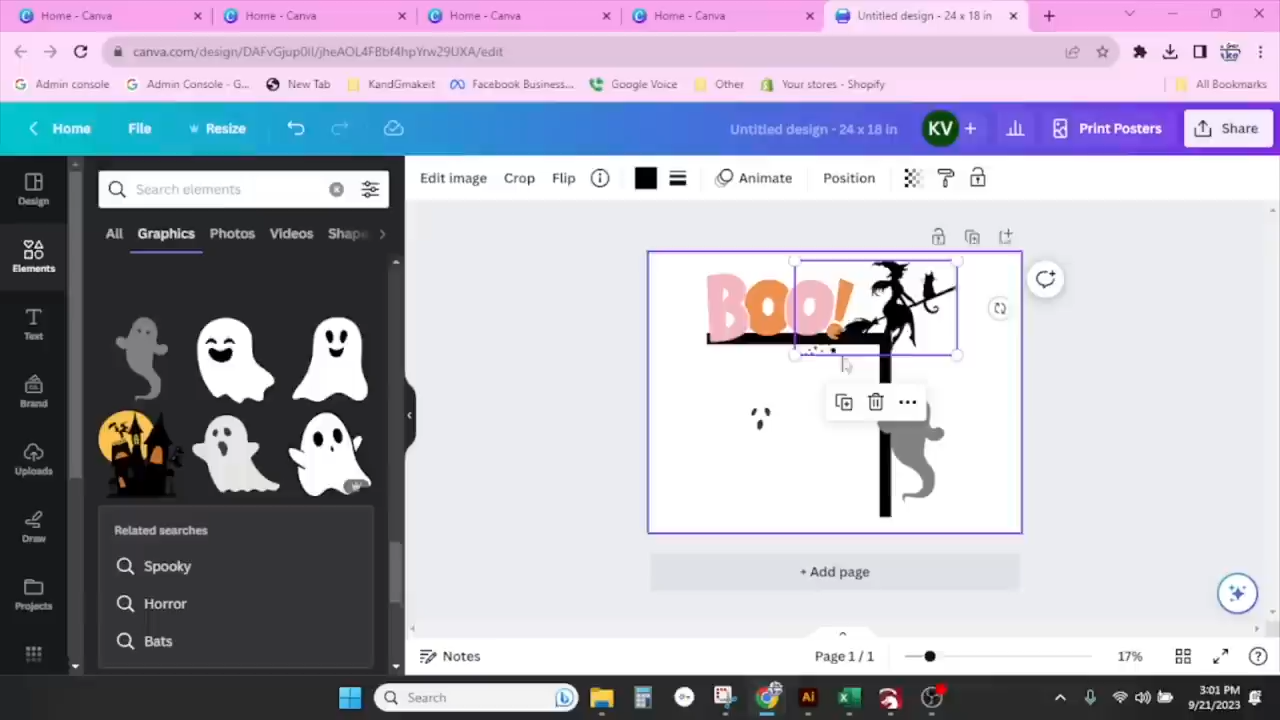 Home - Canva
Home - Canva
Home - Canva
Home - Canva
Untitled design - 24 x 18 in
canva.com/design/DAFvGjup0II/jheAOL4FBbf4hpYrw29UXA/edit
Admin console
Admin Console - G...
New Tab
KandGmakeit
Facebook Business...
Google Voice
Other
Your stores - Shopify
All Bookmarks
Home
File
Resize
Untitled design - 24 x 18 in
KV
Print Posters
Share
Design
Elements
Text
Brand
Uploads
Draw
Projects
Search elements
All
Graphics
Photos
Videos
Shape
Related searches
Spooky
Horror
Bats
Edit image
Crop
Flip
Animate
Position
BOO!
+ Add page
Notes
Page 1 / 1
17%
Search
Ai
3:01 PM
9/21/2023